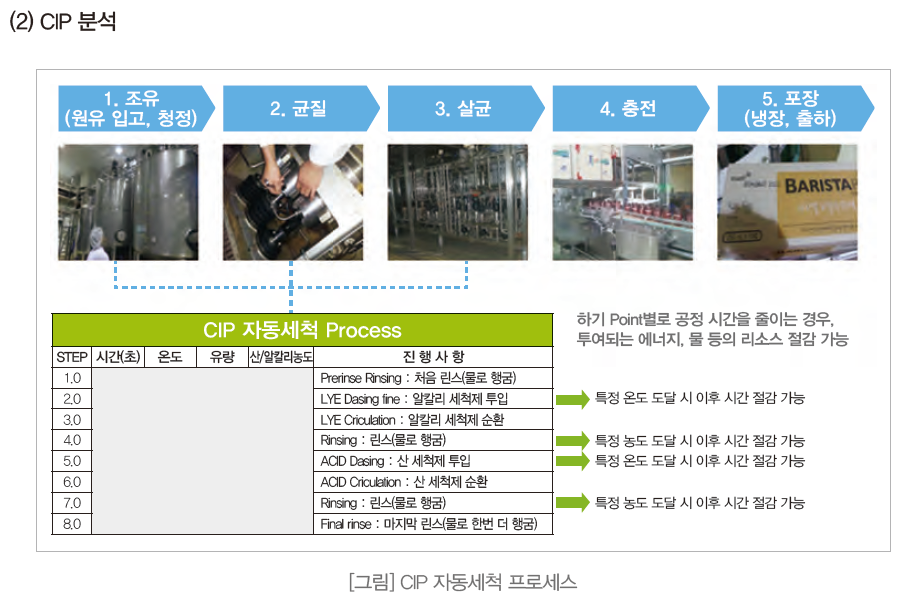 (2) CIP 분석
1. 조유
(원유 입고, 청정)
2. 균질
3. 살균
4. 충전
5. 포장
(냉장, 출하)
BARISTA
CIP 자동세척 Process
하기 Point별로 공정 시간을 줄이는 경우,
투여되는 에너지, 물 등의 리소스 절감 가능
STEP 시간(초) 온도 유량 산/알칼리농도 진 행 사 항
1.0 Prerinse Rinsing : 처음 린스(물로 행굼)
2.0 LYE Dasing fine : 알칼리 세척제 투입 특정 온도 도달 시 이후 시간 절감 가능
3.0 LYE Criculation : 알칼리 세척제 순환
4.0 Rinsing : 린스(물로 행굼) 특정 농도 도달 시 이후 시간 절감 가능
5.0 ACID Dasing : 산 세척제 투입 특정 온도 도달 시 이후 시간 절감 가능
6.0 ACID Criculation : 산 세척제 순환
7.0 Rinsing : 린스(물로 행굼) 특정 농도 도달 시 이후 시간 절감 가능
8.0 Final rinse : 마지막 린스(물로 한번 더 행굼)
[그림] CIP 자동세척 프로세스